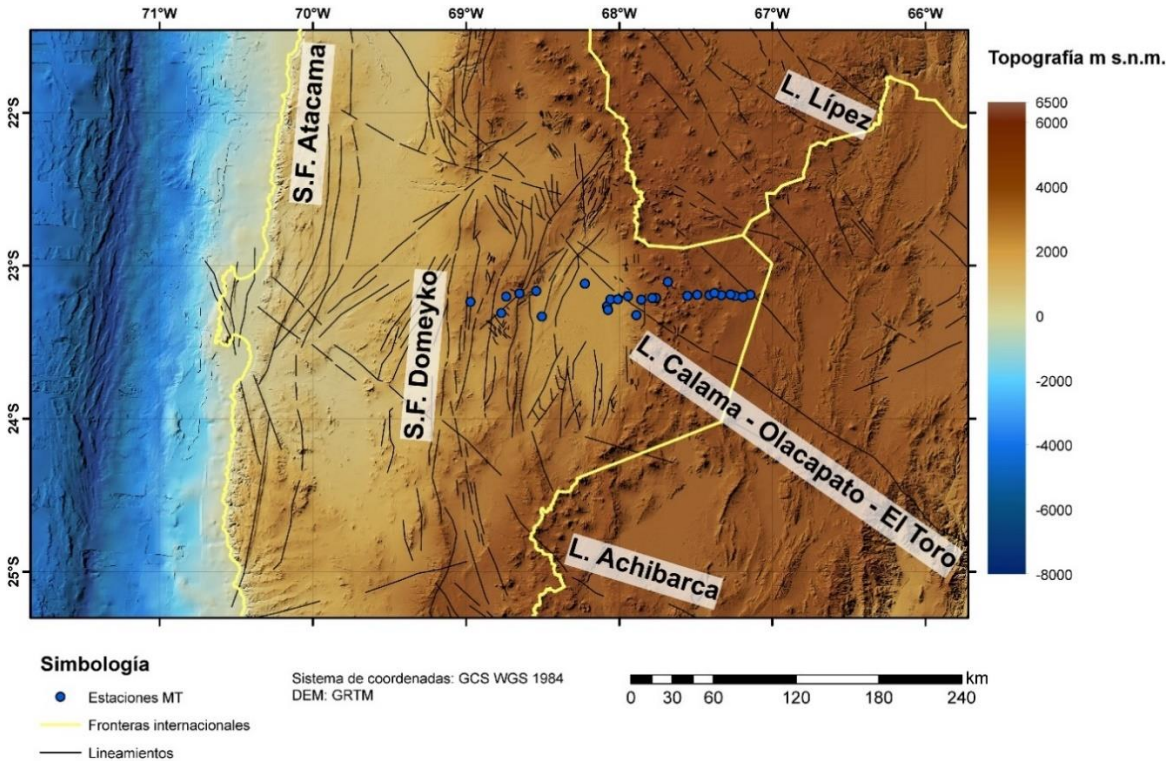 71°W 70°W 69°W 68°W 67°W 66°W
22°S
23°S
24°S
25°S
S.F. Atacama
S.F. Domeyko
L. Lípez
L. Calama - Olacapato - El Toro
L. Achibarca
Topografía m s.n.m.
6500
6000
4000
2000
0
-2000
-4000
-6000
-8000
Simbología
Estaciones MT
Fronteras internacionales
Lineamientos
Sistema de coordenadas: GCS WGS 1984
DEM: GRTM
km
0 30 60 120 180 240